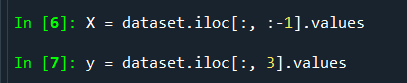 In [6]: X = dataset.iloc[:, :-1].values
In [7]: y = dataset.iloc[:, 3].values